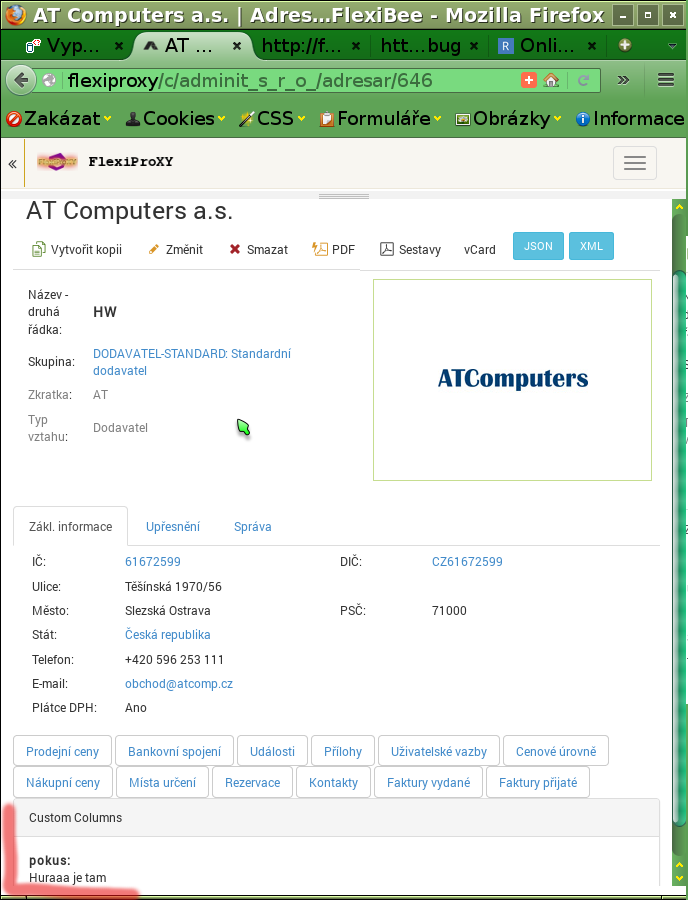 AT Computers a.s. | Adres...FlexiBee - Mozilla Firefox
Vyp...
AT ...
http://f...
htt...bug
Onli...
flexiproxy/c/adminit_s_r_o_/adresar/646
Zakázat
Cookies
CSS
Formuláře
Obrázky
Informace
«
FlexiProXY
AT Computers a.s.
Vytvořit kopii
Změnit
Smazat
PDF
Sestavy
vCard
JSON
XML
Název -
druhá
řádka:
HW
Skupina:
DODAVATEL-STANDARD: Standardní
dodavatel
Zkratka:
AT
Typ
vztahu:
Dodavatel
ATComputers
Zákl. informace
Upřesnění
Správa
IČ:
61672599
DIČ:
CZ61672599
Ulice:
Těšínská 1970/56
Město:
Slezská Ostrava
PSČ:
71000
Stát:
Česká republika
Telefon:
+420 596 253 111
E-mail:
obchod@atcomp.cz
Plátce DPH:
Ano
Prodejní ceny
Bankovní spojení
Události
Přílohy
Uživatelské vazby
Cenové úrovně
Nákupní ceny
Místa určení
Rezervace
Kontakty
Faktury vydané
Faktury přijaté
Custom Columns
pokus:
Huraaa je tam